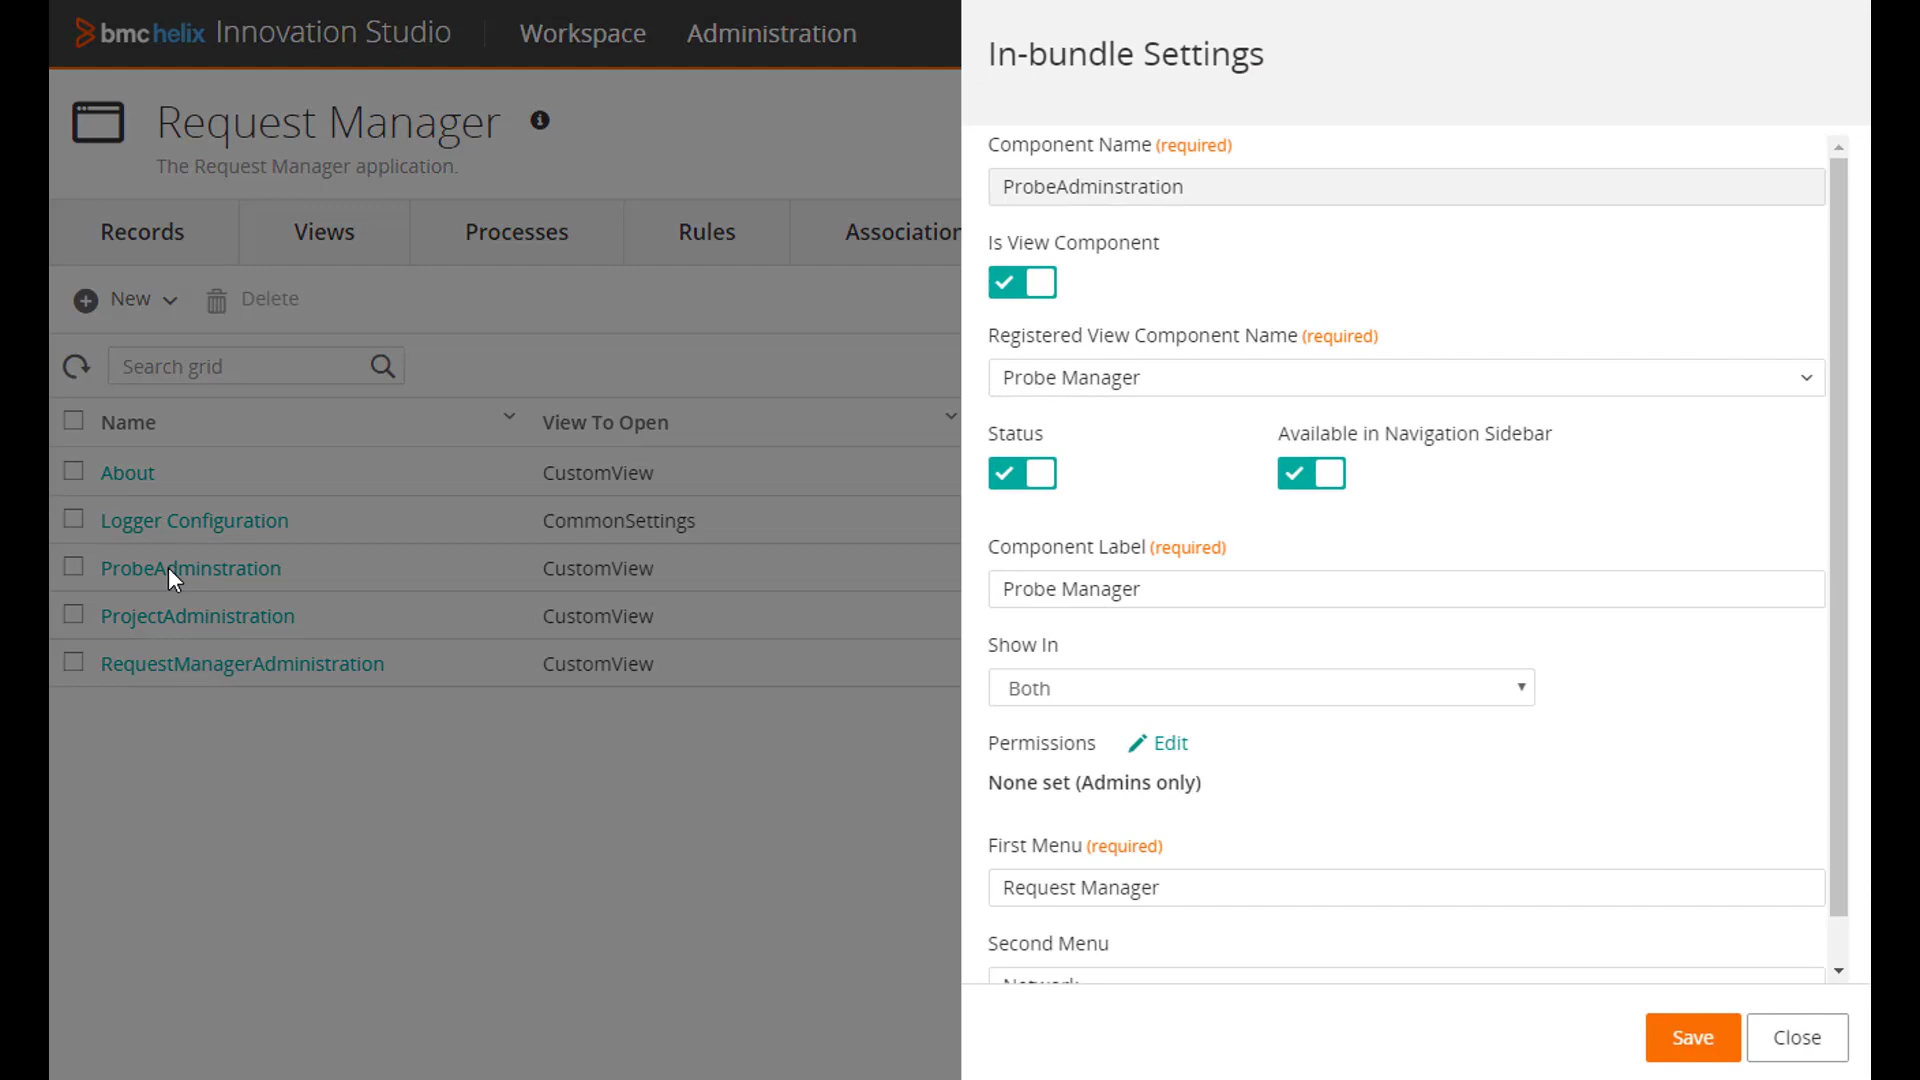 bmc helix Innovation Studio
Workspace
Administration
Request Manager
The Request Manager application.
Records
Views
Processes
Rules
Association
New
Delete
Search grid
Name
View To Open
About
CustomView
Logger Configuration
CommonSettings
ProbeAdminstration
CustomView
ProjectAdministration
CustomView
RequestManagerAdministration
CustomView
In-bundle Settings
Component Name (required)
ProbeAdminstration
Is View Component
Registered View Component Name (required)
Probe Manager
Status
Available in Navigation Sidebar
Component Label (required)
Probe Manager
Show In
Both
Permissions
Edit
None set (Admins only)
First Menu (required)
Request Manager
Second Menu
Network
Save
Close